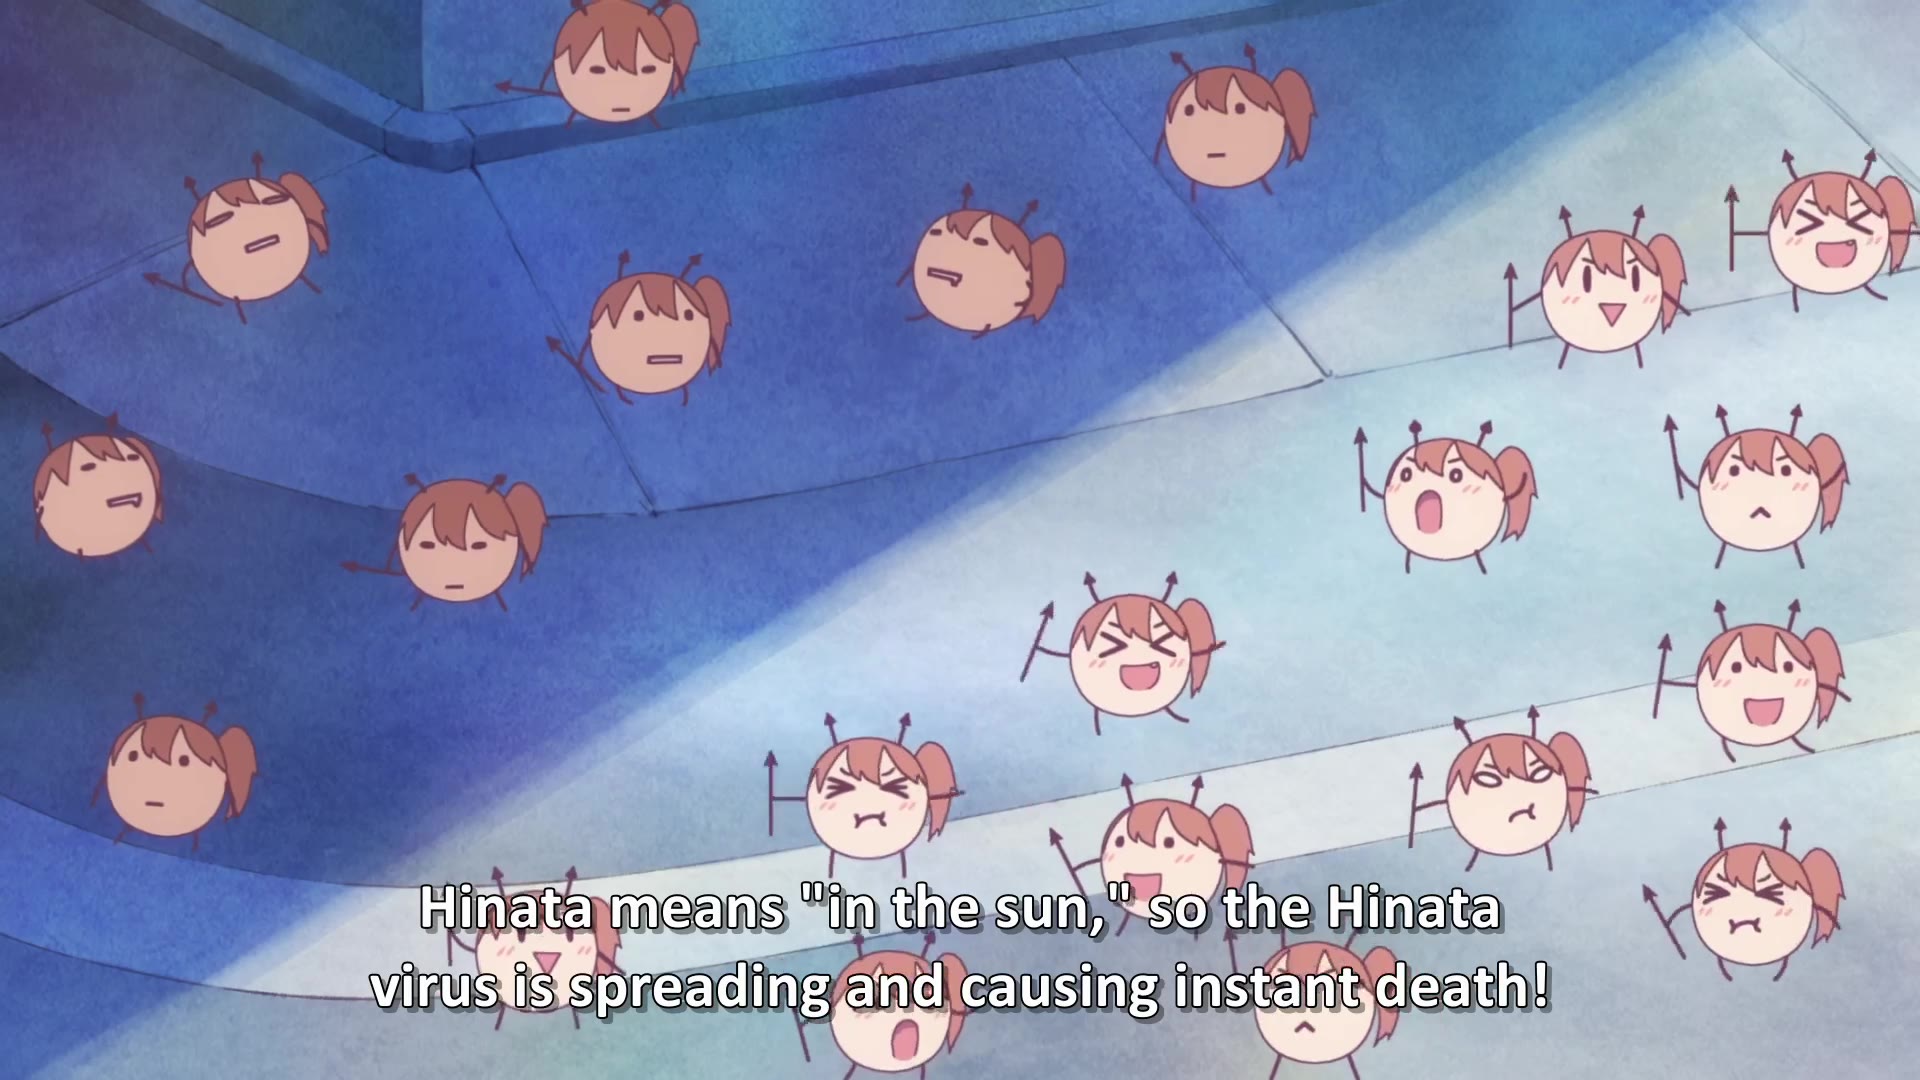 Hinata means "in the sun," so the Hinata
virus is spreading and causing instant death!